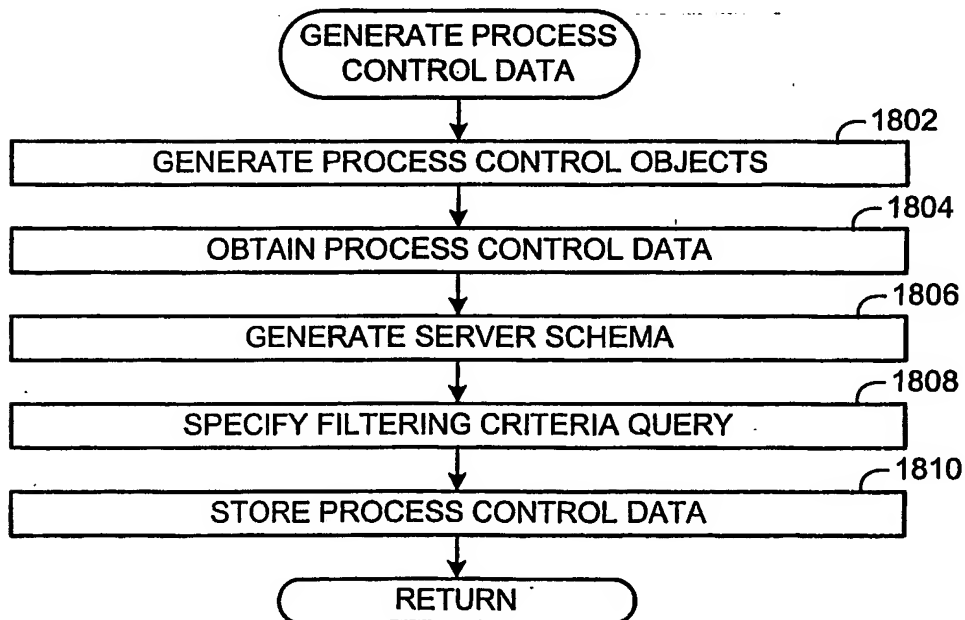 GENERATE PROCESS
CONTROL DATA
1802
GENERATE PROCESS CONTROL OBJECTS
1804
OBTAIN PROCESS CONTROL DATA
1806
GENERATE SERVER SCHEMA
1808
SPECIFY FILTERING CRITERIA QUERY
1810
STORE PROCESS CONTROL DATA
RETURN